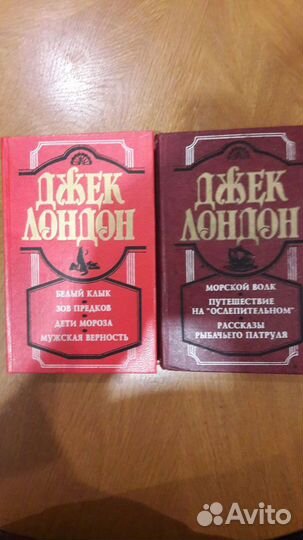 ДЖЕК
ЛОНДОН
БЕЛЫЙ КЛЫК
ЗОВ ПРЕДКОВ
ДЕТИ МОРОЗА
МУЖСКАЯ ВЕРНОСТЬ
ДЖЕК
ЛОНДОН
МОРСКОЙ ВОЛК
ПУТЕШЕСТВИЕ
НА "ОСЛЕПИТЕЛЬНОМ"
РАССКАЗЫ
РЫБАЧЬЕГО ПАТРУЛЯ
Avito